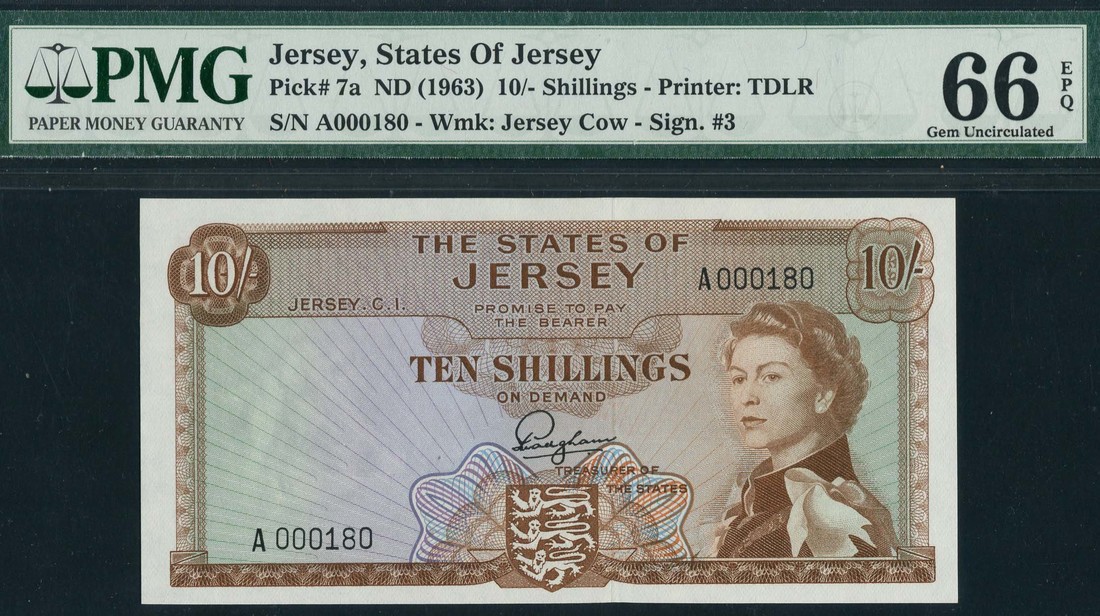 PMG
PAPER MONEY GUARANTY
Jersey, States Of Jersey
Pick# 7a ND (1963) 10/- Shillings - Printer: TDLR
S/N A000180 - Wmk: Jersey Cow - Sign. #3
66
EPQ
Gem Uncirculated
10/-
10/-
THE STATES OF
JERSEY
A000180
JERSEY. C.I.
PROMISE TO PAY
THE BEARER
TEN SHILLINGS
ON DEMAND
TREASURER OF
THE STATES
A 000180